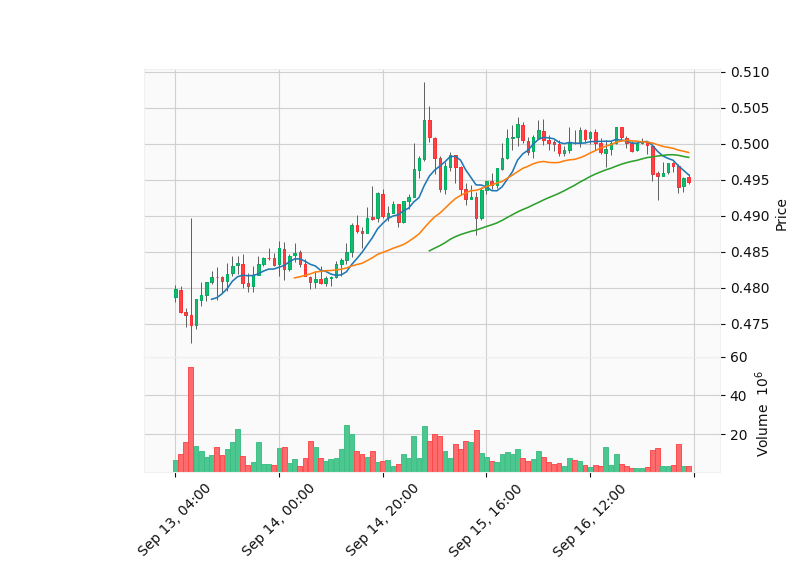 0.510
0.505
0.500
0.495
0.490
0.485
0.480
0.475
Price
60
40
20
Volume 10^6
Sep 13, 04:00
Sep 14, 00:00
Sep 14, 20:00
Sep 15, 16:00
Sep 16, 12:00